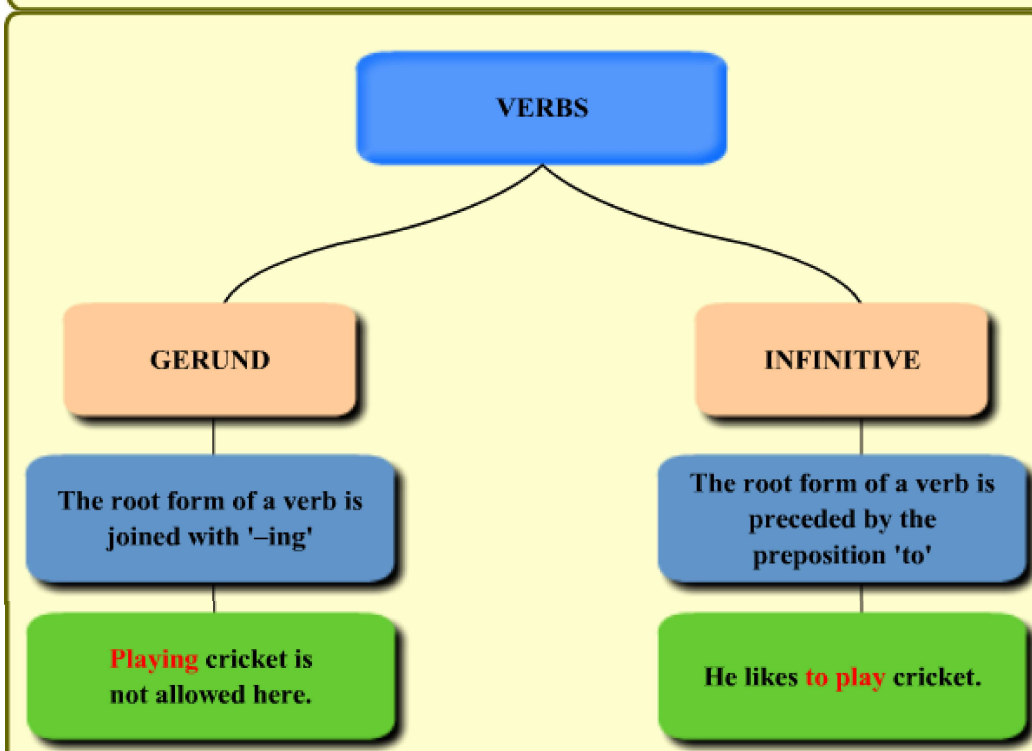 VERBS
GERUND
INFINITIVE
The root form of a verb is
joined with '–ing'
The root form of a verb is
preceded by the
preposition 'to'
Playing cricket is
not allowed here.
He likes to play cricket.